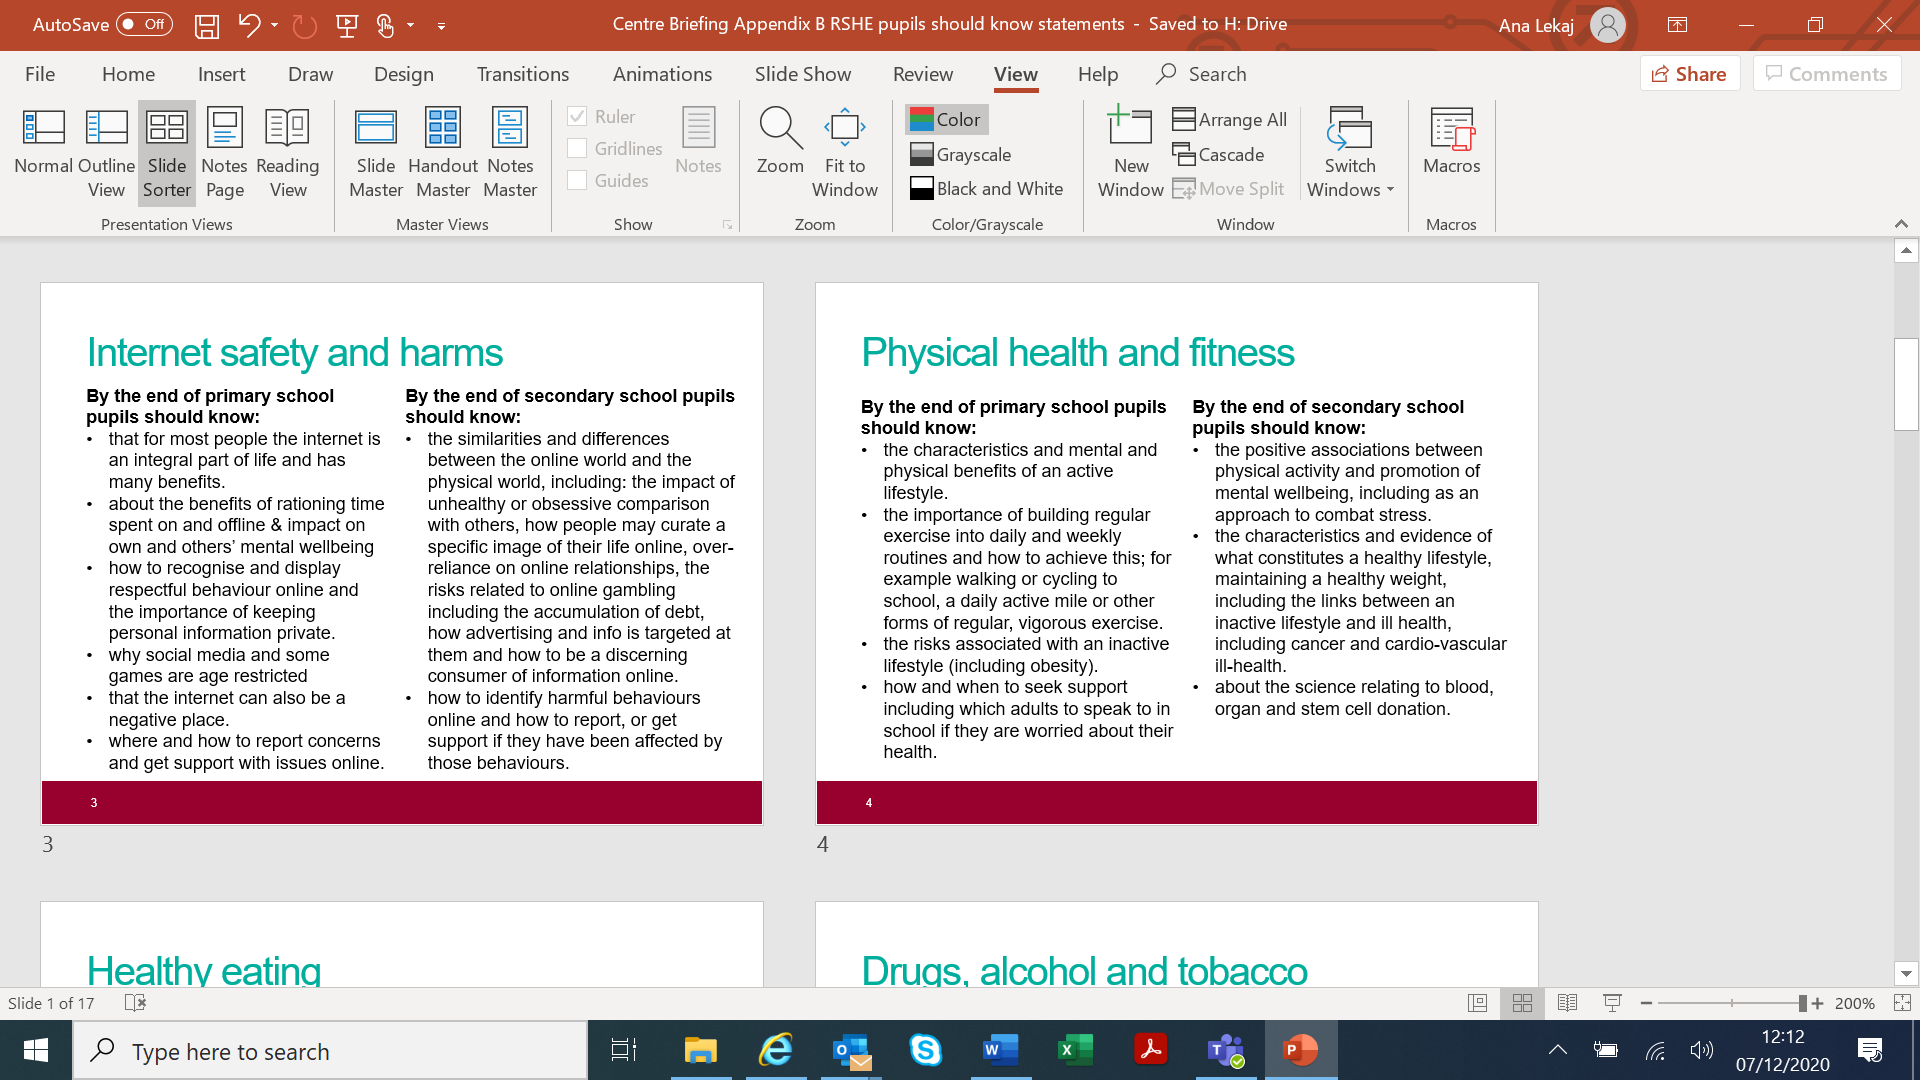 AutoSave Off
Centre Briefing Appendix B RSHE pupils should know statements - Saved to H: Drive
Ana Lekaj
File Home Insert Draw Design Transitions Animations Slide Show Review View Help Search
Share Comments
Normal
Outline View
Slide Sorter
Notes Page
Reading View
Presentation Views
Slide Master
Handout Master
Notes Master
Master Views
Ruler
Gridlines
Guides
Notes
Show
Zoom
Fit to Window
Zoom
Color
Grayscale
Black and White
Color/Grayscale
New Window
Arrange All
Cascade
Move Split
Switch Windows
Window
Macros
Macros
Internet safety and harms
By the end of primary school
pupils should know:
• that for most people the internet is
an integral part of life and has
many benefits.
• about the benefits of rationing time
spent on and offline & impact on
own and others’ mental wellbeing
• how to recognise and display
respectful behaviour online and
the importance of keeping
personal information private.
• why social media and some
games are age restricted
• that the internet can also be a
negative place.
• where and how to report concerns
and get support with issues online.
By the end of secondary school pupils
should know:
• the similarities and differences
between the online world and the
physical world, including: the impact of
unhealthy or obsessive comparison
with others, how people may curate a
specific image of their life online, over-
reliance on online relationships, the
risks related to online gambling
including the accumulation of debt,
how advertising and info is targeted at
them and how to be a discerning
consumer of information online.
• how to identify harmful behaviours
online and how to report, or get
support if they have been affected by
those behaviours.
3
3
Physical health and fitness
By the end of primary school pupils
should know:
• the characteristics and mental and
physical benefits of an active
lifestyle.
• the importance of building regular
exercise into daily and weekly
routines and how to achieve this; for
example walking or cycling to
school, a daily active mile or other
forms of regular, vigorous exercise.
• the risks associated with an inactive
lifestyle (including obesity).
• how and when to seek support
including which adults to speak to in
school if they are worried about their
health.
By the end of secondary school
pupils should know:
• the positive associations between
physical activity and promotion of
mental wellbeing, including as an
approach to combat stress.
• the characteristics and evidence of
what constitutes a healthy lifestyle,
maintaining a healthy weight,
including the links between an
inactive lifestyle and ill health,
including cancer and cardio-vascular
ill-health.
• about the science relating to blood,
organ and stem cell donation.
4
4
Healthy eating
Drugs, alcohol and tobacco
Slide 1 of 17
200%
Type here to search
12:12
07/12/2020